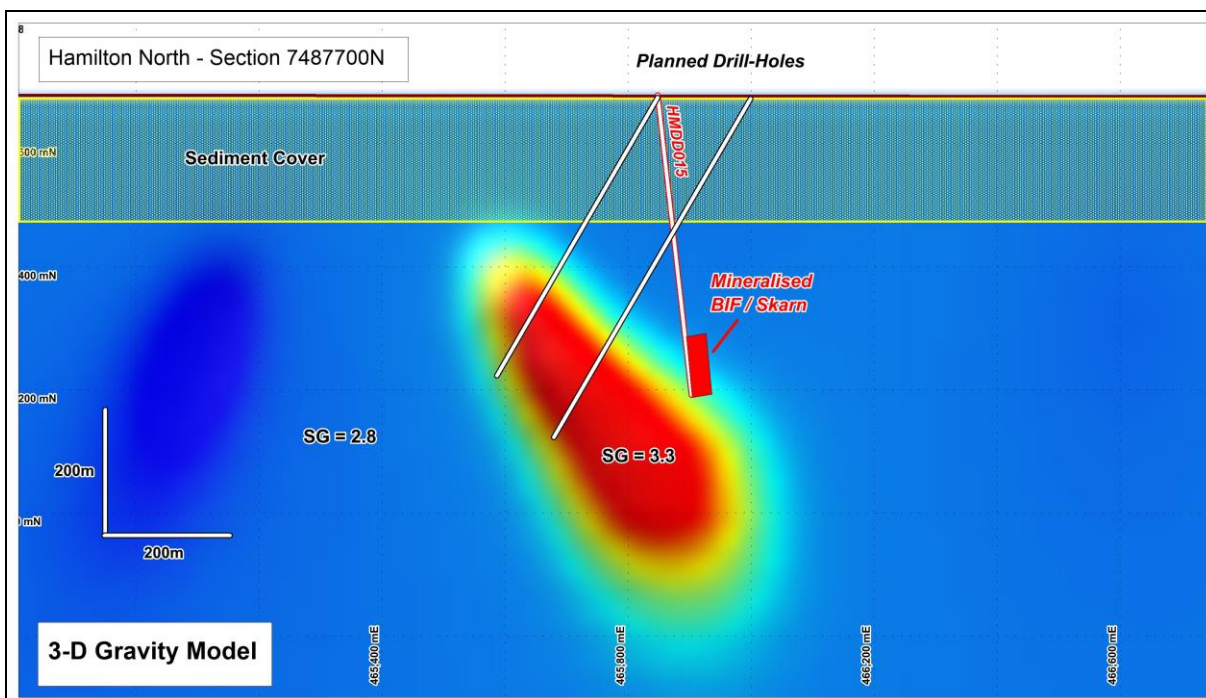 Hamilton North - Section 7487700N
Planned Drill-Holes
HMDD015
Sediment Cover
400 mN
Mineralised
BIF / Skarn
200 mN
SG = 2.8
SG = 3.3
200m
200m
465,400 mE
465,800 mE
466,200 mE
466,600 mE
3-D Gravity Model